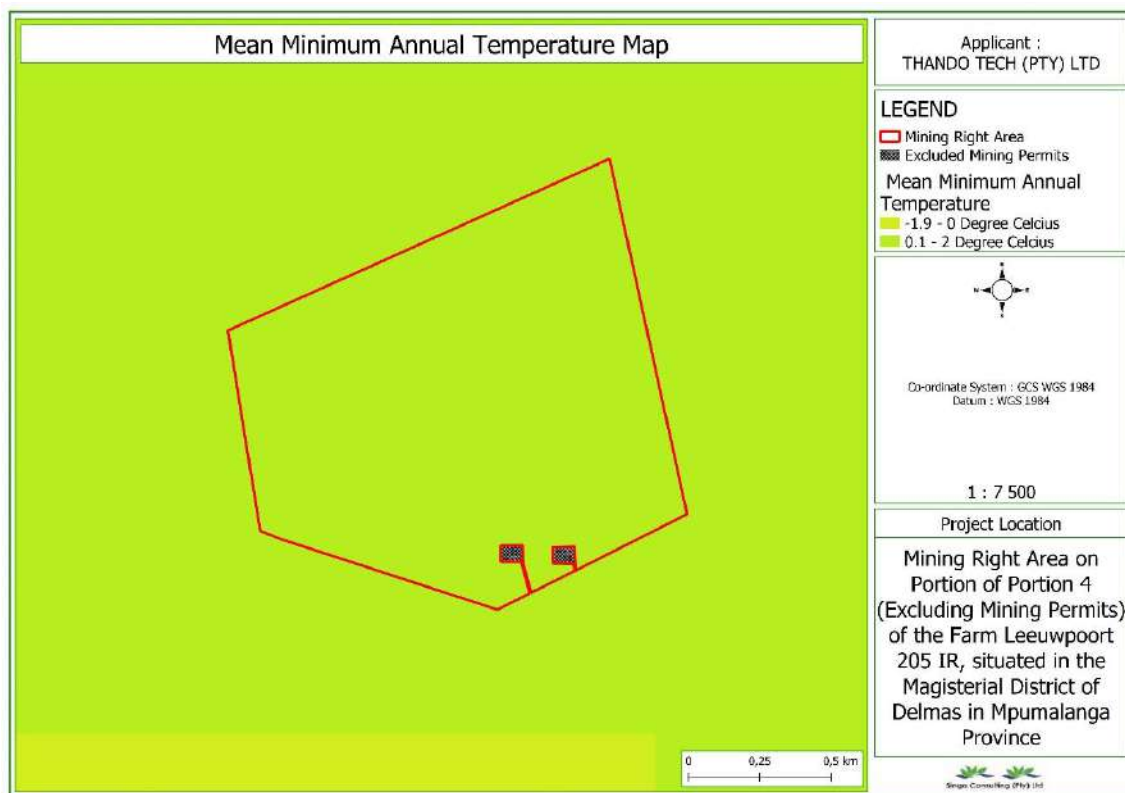 Mean Minimum Annual Temperature Map
Applicant :
THANDO TECH (PTY) LTD
LEGEND
Mining Right Area
Excluded Mining Permits
Mean Minimum Annual
Temperature
-1.9 - 0 Degree Celcius
0.1 - 2 Degree Celcius
Co-ordinate System : GCS WGS 1984
Datum : WGS 1984
1 : 7 500
Project Location
Mining Right Area on
Portion of Portion 4
(Excluding Mining Permits)
of the Farm Leeuwpoort
205 IR, situated in the
Magisterial District of
Delmas in Mpumalanga
Province
0 0,25 0,5 km
Singo Consulting (Pty) Ltd